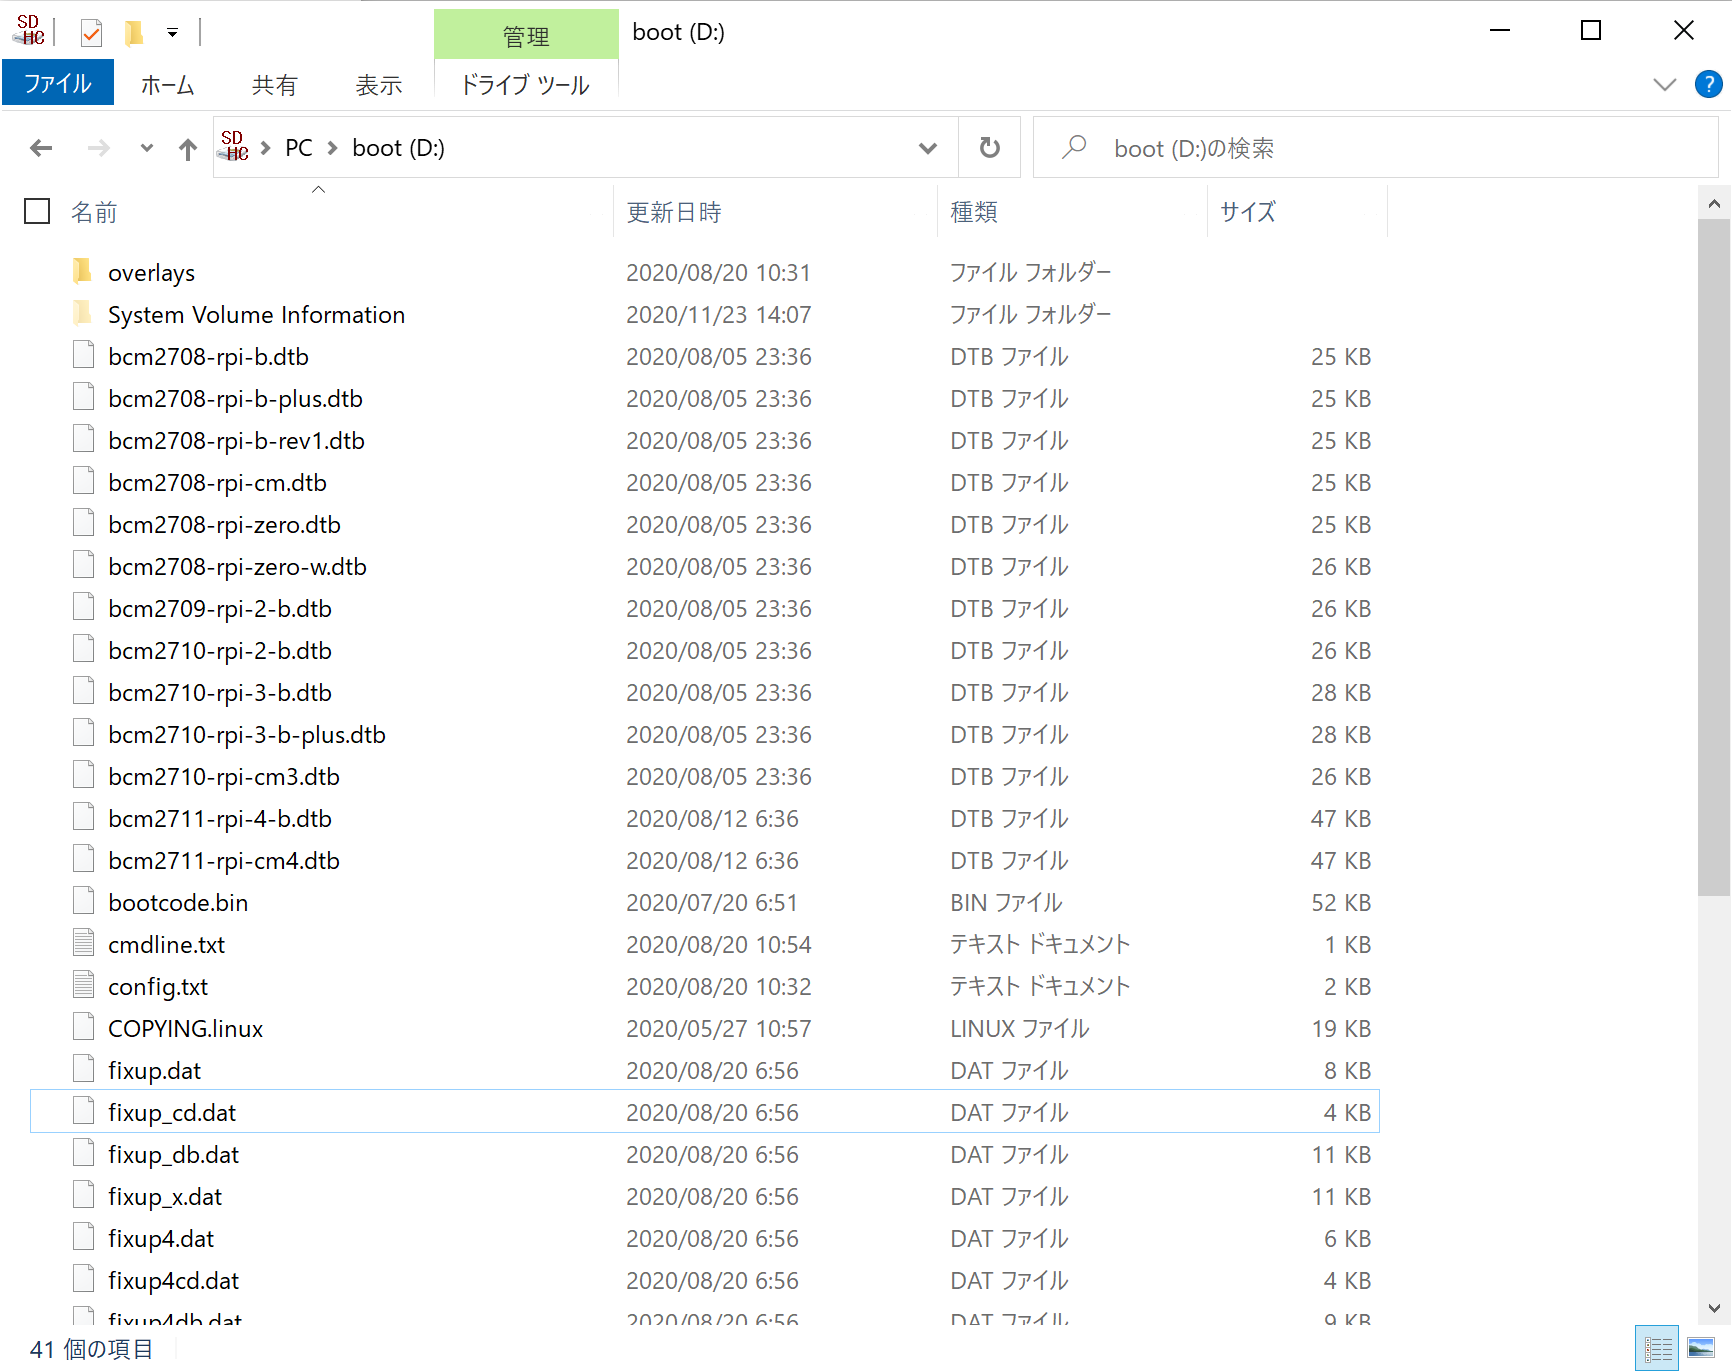 SD
HC
管理
boot (D:)
ファイル
ホーム
共有
表示
ドライブ ツール
?
SD
HC
PC
boot (D:)
boot (D:)の検索
名前 更新日時 種類 サイズ
overlays 2020/08/20 10:31 ファイル フォルダー
System Volume Information 2020/11/23 14:07 ファイル フォルダー
bcm2708-rpi-b.dtb 2020/08/05 23:36 DTB ファイル 25 KB
bcm2708-rpi-b-plus.dtb 2020/08/05 23:36 DTB ファイル 25 KB
bcm2708-rpi-b-rev1.dtb 2020/08/05 23:36 DTB ファイル 25 KB
bcm2708-rpi-cm.dtb 2020/08/05 23:36 DTB ファイル 25 KB
bcm2708-rpi-zero.dtb 2020/08/05 23:36 DTB ファイル 25 KB
bcm2708-rpi-zero-w.dtb 2020/08/05 23:36 DTB ファイル 26 KB
bcm2709-rpi-2-b.dtb 2020/08/05 23:36 DTB ファイル 26 KB
bcm2710-rpi-2-b.dtb 2020/08/05 23:36 DTB ファイル 26 KB
bcm2710-rpi-3-b.dtb 2020/08/05 23:36 DTB ファイル 28 KB
bcm2710-rpi-3-b-plus.dtb 2020/08/05 23:36 DTB ファイル 28 KB
bcm2710-rpi-cm3.dtb 2020/08/05 23:36 DTB ファイル 26 KB
bcm2711-rpi-4-b.dtb 2020/08/12 6:36 DTB ファイル 47 KB
bcm2711-rpi-cm4.dtb 2020/08/12 6:36 DTB ファイル 47 KB
bootcode.bin 2020/07/20 6:51 BIN ファイル 52 KB
cmdline.txt 2020/08/20 10:54 テキスト ドキュメント 1 KB
config.txt 2020/08/20 10:32 テキスト ドキュメント 2 KB
COPYING.linux 2020/05/27 10:57 LINUX ファイル 19 KB
fixup.dat 2020/08/20 6:56 DAT ファイル 8 KB
fixup_cd.dat 2020/08/20 6:56 DAT ファイル 4 KB
fixup_db.dat 2020/08/20 6:56 DAT ファイル 11 KB
fixup_x.dat 2020/08/20 6:56 DAT ファイル 11 KB
fixup4.dat 2020/08/20 6:56 DAT ファイル 6 KB
fixup4cd.dat 2020/08/20 6:56 DAT ファイル 4 KB
fixup4db.dat 2020/08/20 6:56 DAT ファイル 9 KB
41 個の項目